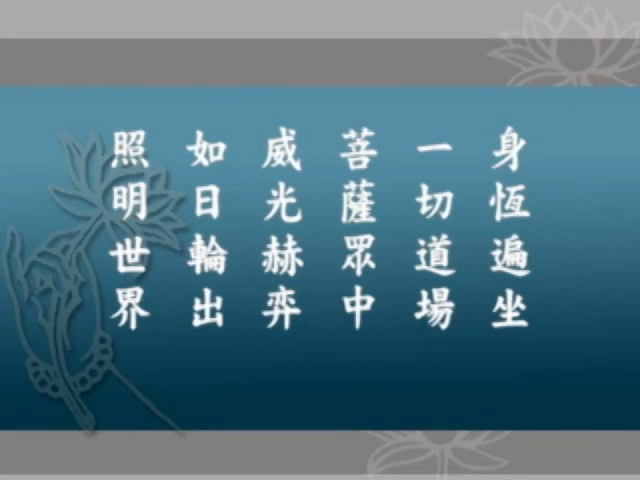 身恆遍坐
一切道場
菩薩眾中
威光赫弈
如日輪出
照明世界